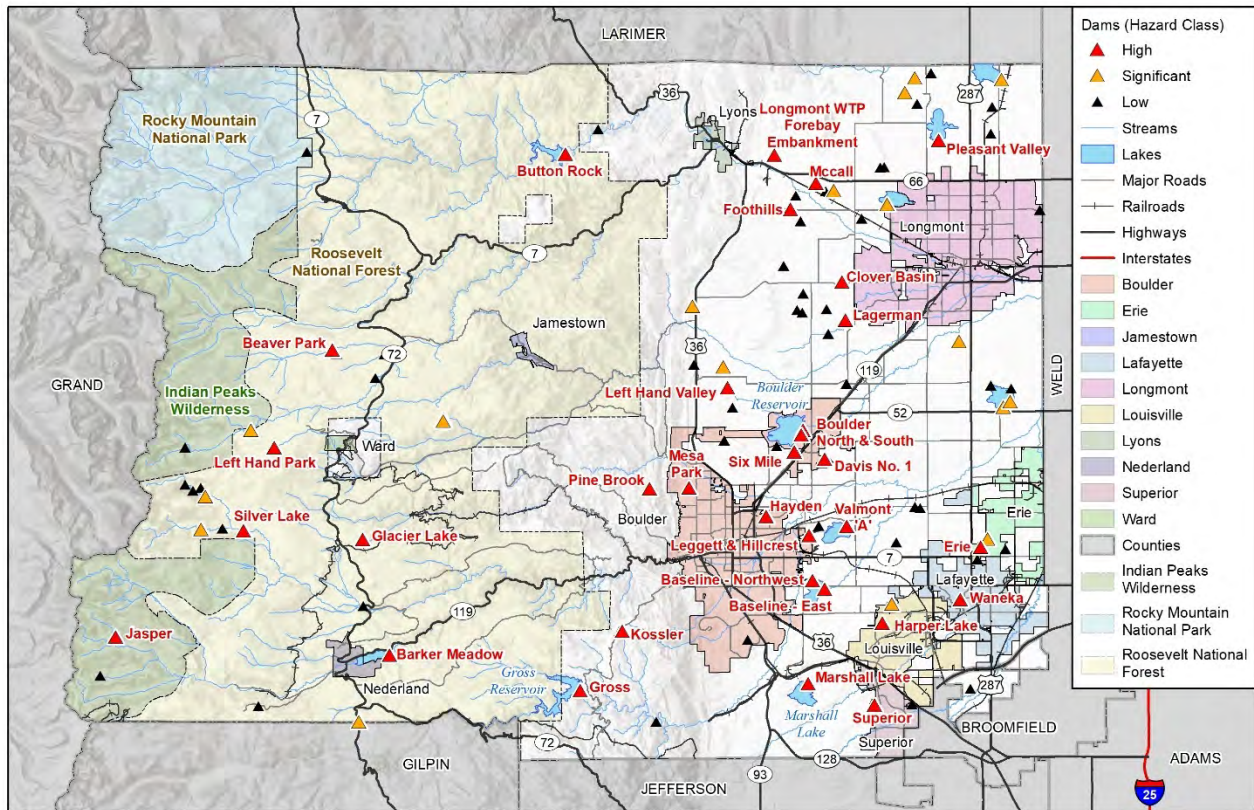 LARIMER
Rocky Mountain
National Park
7
36
Lyons
Longmont WTP
Forebay
Embankment
287
Pleasant Valley
Button Rock
Mccall
66
Foothills
Longmont
Roosevelt
National Forest
7
Clover Basin
Lagerman
Jamestown
Beaver Park
72
36
119
GRAND
WELD
Indian Peaks
Wilderness
Left Hand Valley
Boulder
Reservoir
52
Ward
Left Hand Park
Boulder
North & South
Mesa
Park
Six Mile
Davis No. 1
Pine Brook
Silver Lake
Glacier Lake
Boulder
Hayden
Valmont
'A'
Erie
Leggett & Hillcrest
7
Erie
Baseline - Northwest
Lafayette
Waneka
Baseline - East
119
Jasper
Kossler
36
Harper Lake
Louisville
Barker Meadow
Nederland
Gross
Reservoir
Gross
Marshall Lake
Marshall
Lake
Superior
287
Superior
BROOMFIELD
72
93
128
GILPIN
JEFFERSON
ADAMS
25
Dams (Hazard Class)
High
Significant
Low
Streams
Lakes
Major Roads
Railroads
Highways
Interstates
Boulder
Erie
Jamestown
Lafayette
Longmont
Louisville
Lyons
Nederland
Superior
Ward
Counties
Indian Peaks
Wilderness
Rocky Mountain
National Park
Roosevelt National
Forest